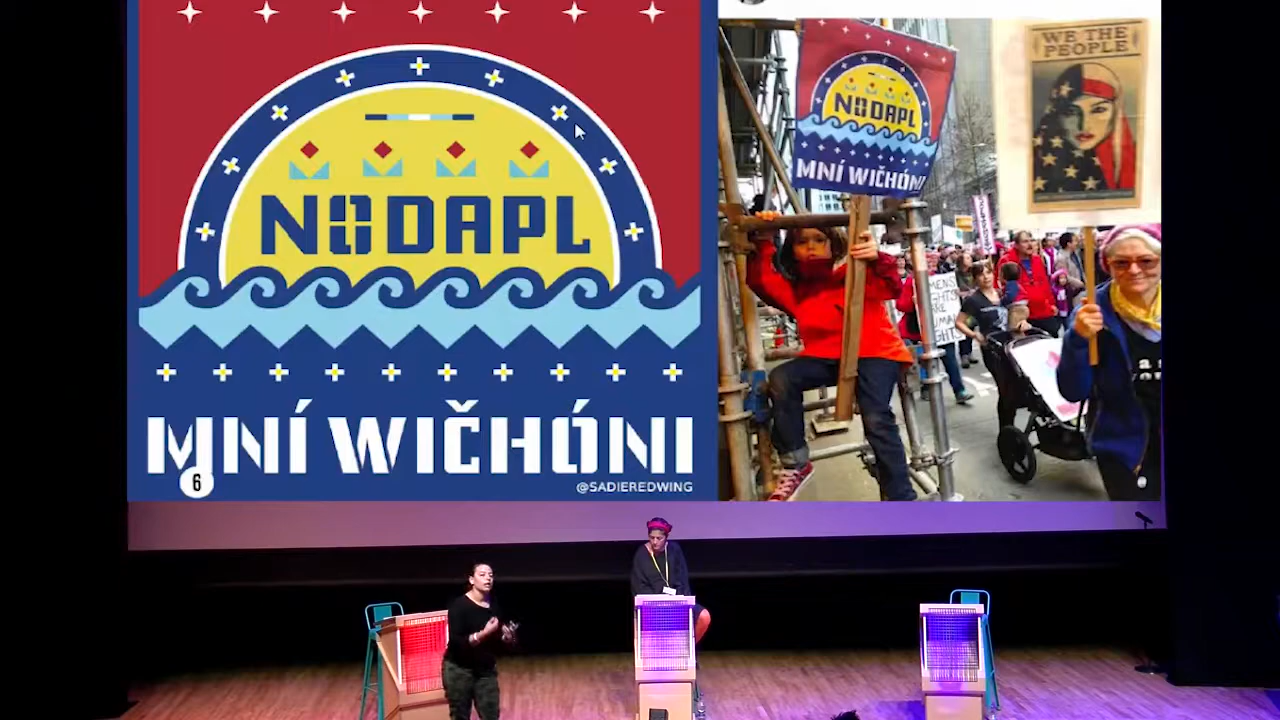 NODAPL
MNÍ WIČHÓNI
6
@SADIEREDWING
NODAPL
MNÍ WIČHÓNI
WE THE
PEOPLE